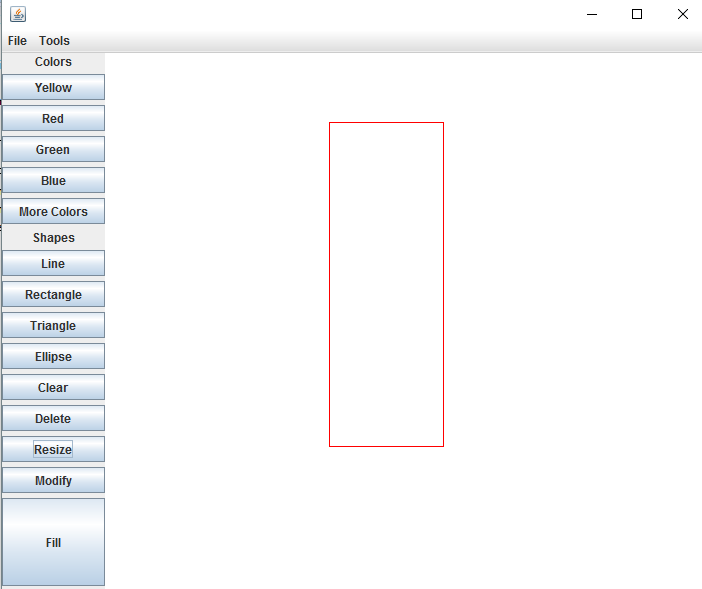 File Tools
Colors
Yellow
Red
Green
Blue
More Colors
Shapes
Line
Rectangle
Triangle
Ellipse
Clear
Delete
Resize
Modify
Fill